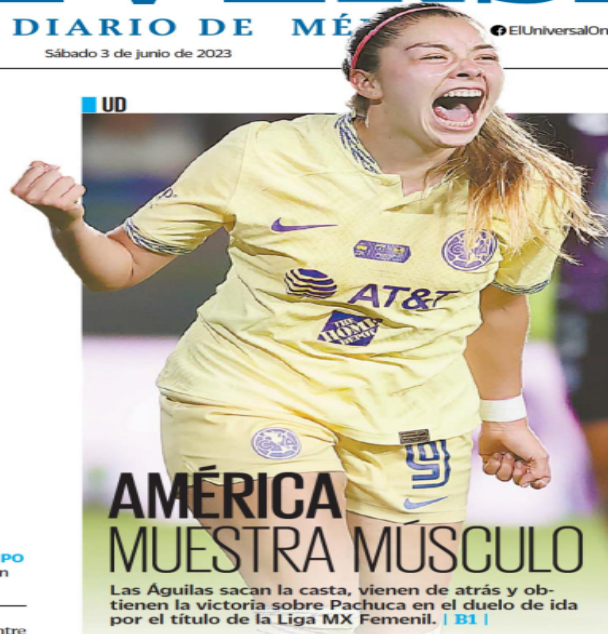 DIARIO DE MÉ
ElUniversalOn
Sábado 3 de junio de 2023
UD
AT&T
THE
HOME
DEPOT
9
AMÉRICA
MUESTRA MÚSCULO
PO
n
Las Águilas sacan la casta, vienen de atrás y ob-
tienen la victoria sobre Pachuca en el duelo de ida
por el título de la Liga MX Femenil. | B1 |
ntre